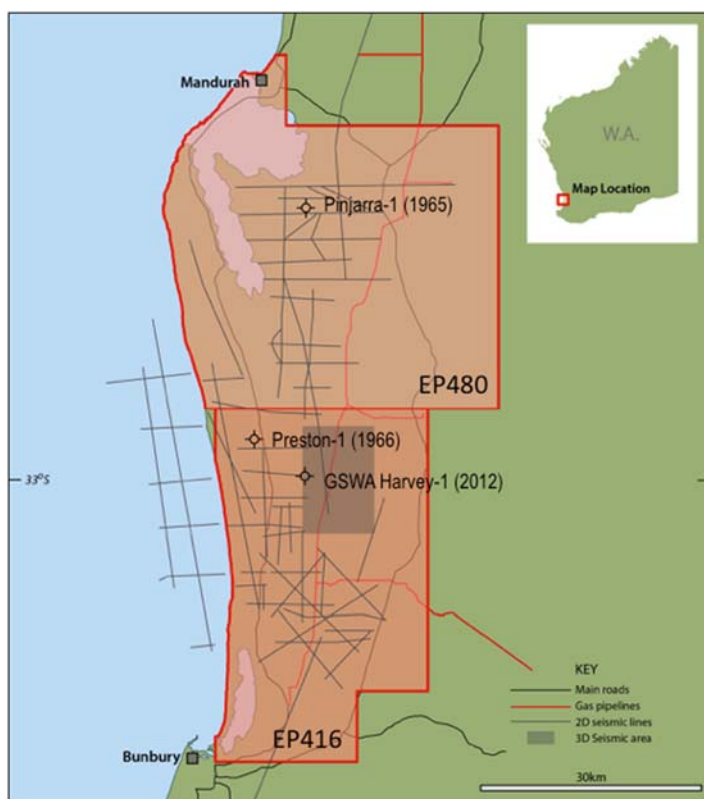 Mandurah
W.A.
Map Location
Pinjarra-1 (1965)
EP480
Preston-1 (1966)
33°S
GSWA Harvey-1 (2012)
KEY
Main roads
Gas pipelines
2D seismic lines
3D Seismic area
EP416
Bunbury
30km